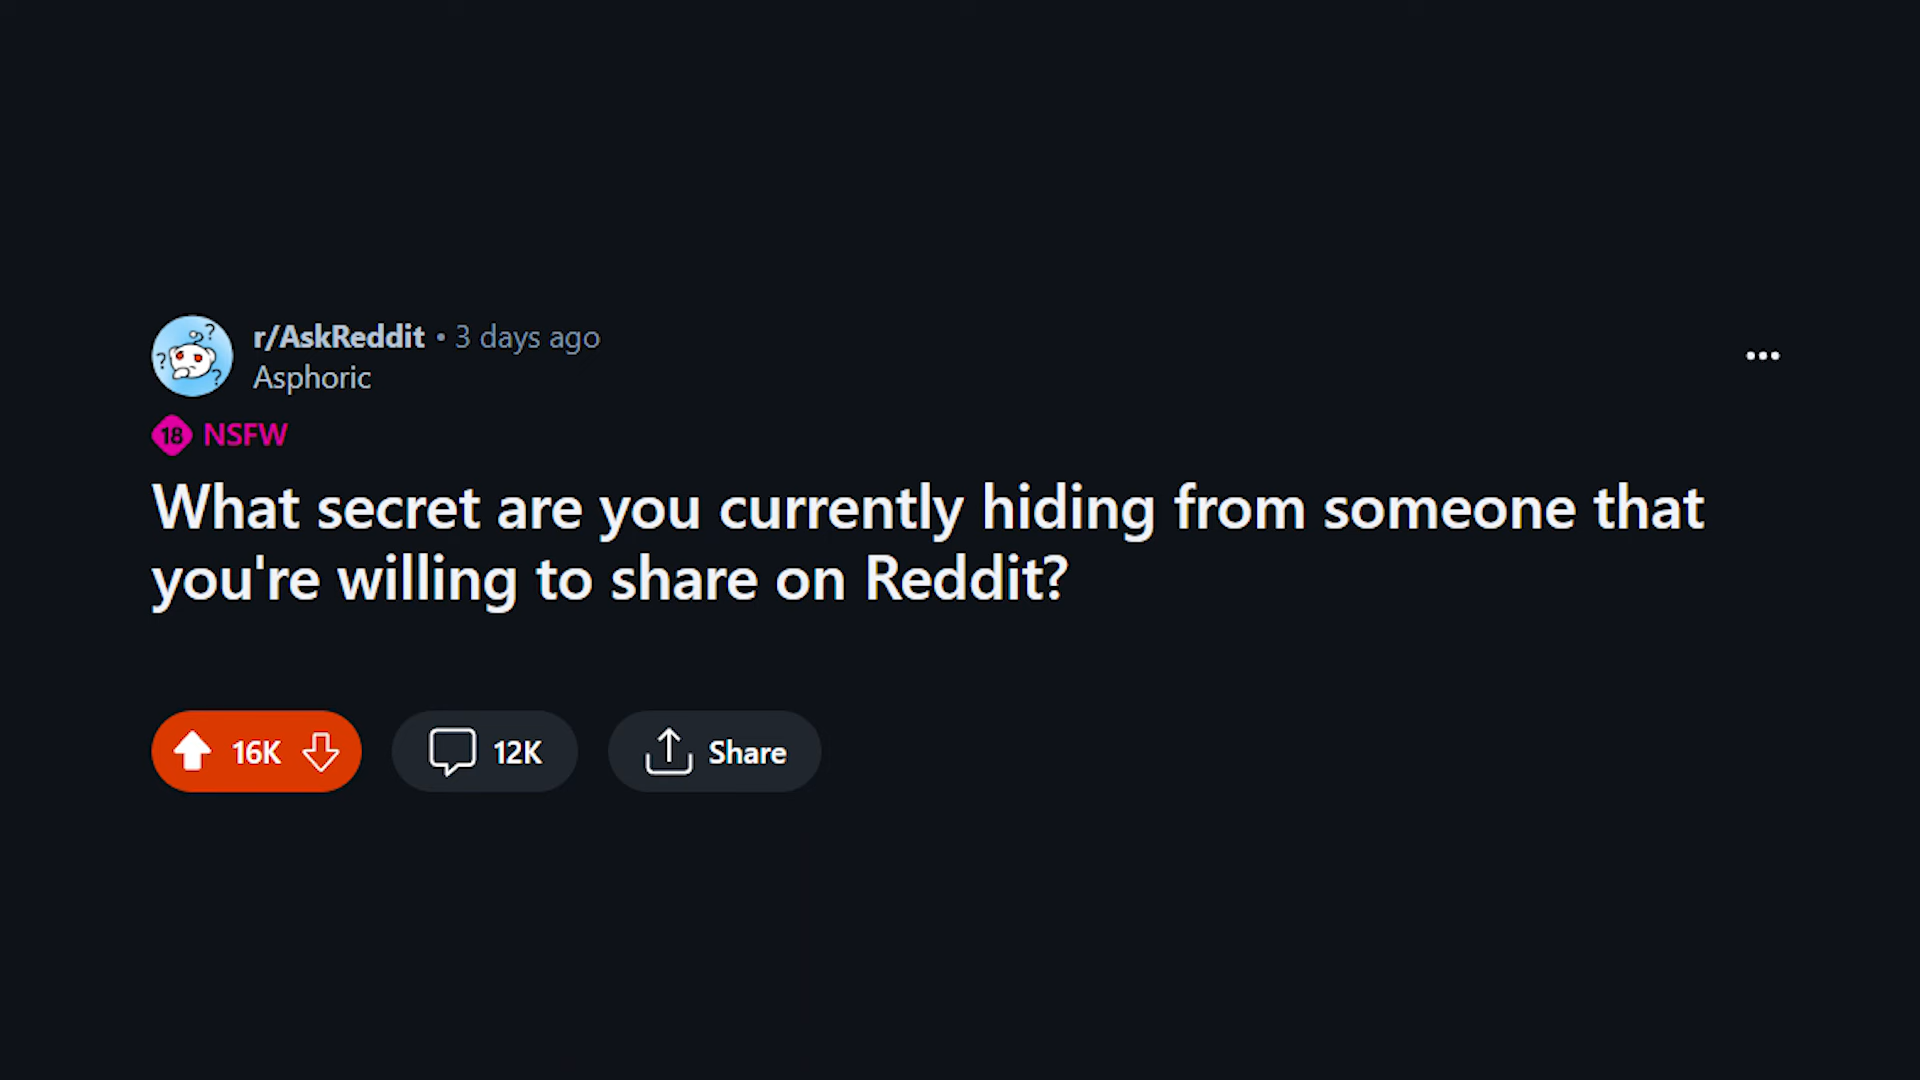 r/AskReddit • 3 days ago
Asphoric
18 NSFW
What secret are you currently hiding from someone that
you're willing to share on Reddit?
16K 12K Share